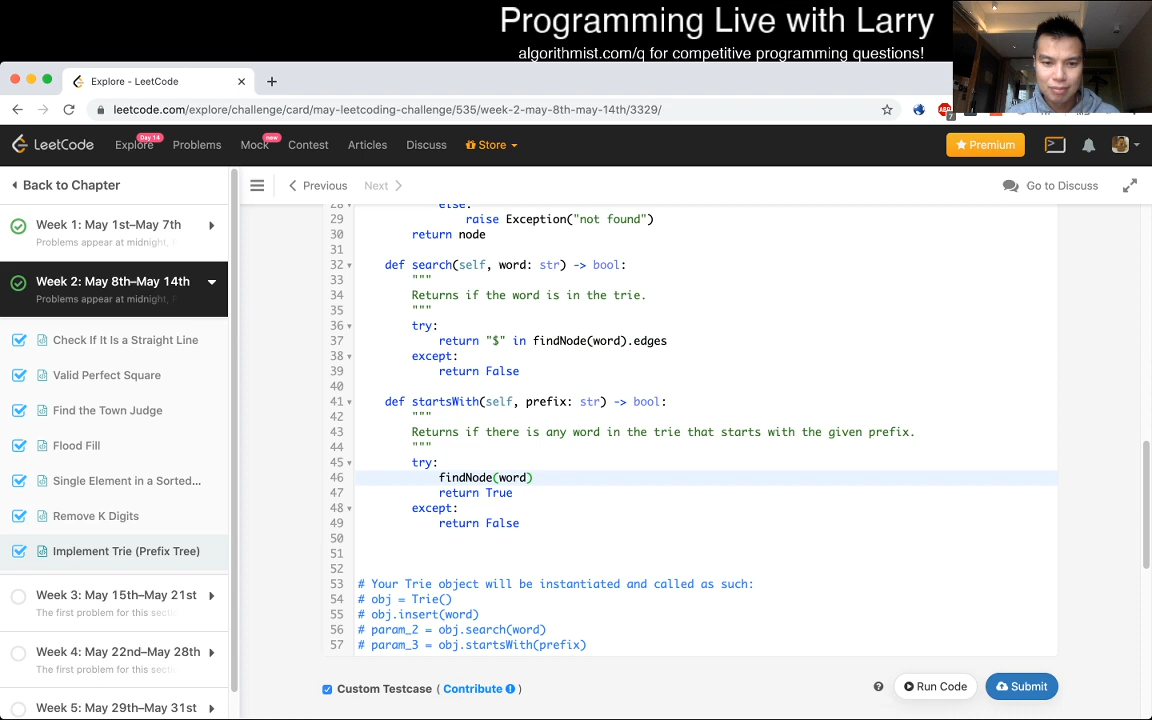 Programming Live with Larry
algorithmist.com/q for competitive programming questions!
Explore - LeetCode
leetcode.com/explore/challenge/card/may-leetcoding-challenge/535/week-2-may-8th-may-14th/3329/
LeetCode Explore Day 14 Problems Mock new Contest Articles Discuss Store Premium
Back to Chapter
Previous Next Go to Discuss
Week 1: May 1st–May 7th
Problems appear at midnight,
Week 2: May 8th–May 14th
Problems appear at midnight,
Check If It Is a Straight Line
Valid Perfect Square
Find the Town Judge
Flood Fill
Single Element in a Sorted...
Remove K Digits
Implement Trie (Prefix Tree)
Week 3: May 15th–May 21st
The first problem for this secti
Week 4: May 22nd–May 28th
The first problem for this secti
Week 5: May 29th–May 31st
28 else:
29 raise Exception("not found")
30 return node
31
32 def search(self, word: str) -> bool:
33 """
34 Returns if the word is in the trie.
35 """
36 try:
37 return "$" in findNode(word).edges
38 except:
39 return False
40
41 def startsWith(self, prefix: str) -> bool:
42 """
43 Returns if there is any word in the trie that starts with the given prefix.
44 """
45 try:
46 findNode(word)
47 return True
48 except:
49 return False
50
51
52
53 # Your Trie object will be instantiated and called as such:
54 # obj = Trie()
55 # obj.insert(word)
56 # param_2 = obj.search(word)
57 # param_3 = obj.startsWith(prefix)
Custom Testcase ( Contribute )
Run Code Submit